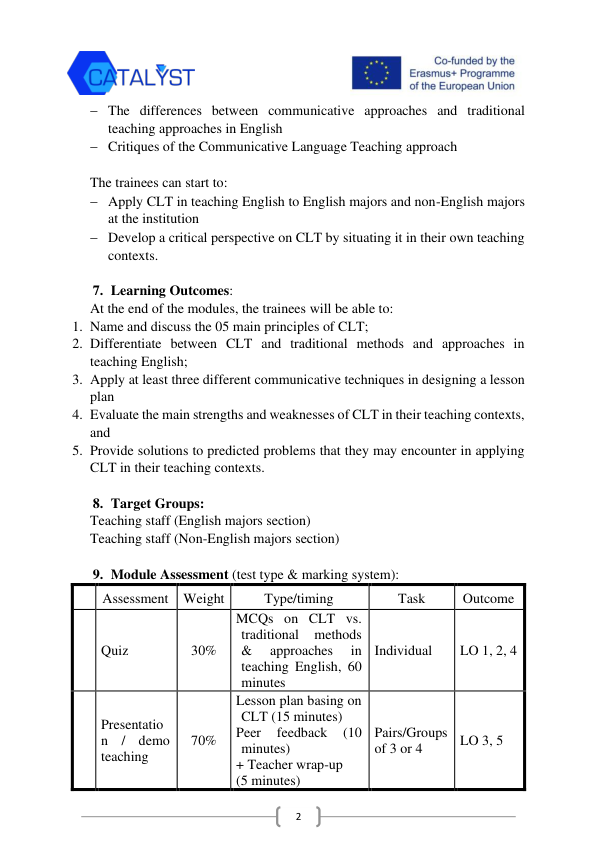 CATALYST
Co-funded by the
Erasmus+ Programme
of the European Union
– The differences between communicative approaches and traditional
teaching approaches in English
– Critiques of the Communicative Language Teaching approach
The trainees can start to:
– Apply CLT in teaching English to English majors and non-English majors
at the institution
– Develop a critical perspective on CLT by situating it in their own teaching
contexts.
7. Learning Outcomes:
At the end of the modules, the trainees will be able to:
1. Name and discuss the 05 main principles of CLT;
2. Differentiate between CLT and traditional methods and approaches in
teaching English;
3. Apply at least three different communicative techniques in designing a lesson
plan
4. Evaluate the main strengths and weaknesses of CLT in their teaching contexts,
and
5. Provide solutions to predicted problems that they may encounter in applying
CLT in their teaching contexts.
8. Target Groups:
Teaching staff (English majors section)
Teaching staff (Non-English majors section)
9. Module Assessment (test type & marking system):
Assessment Weight Type/timing Task Outcome
MCQs on CLT vs.
traditional methods
Quiz 30% & approaches in Individual LO 1, 2, 4
teaching English, 60
minutes
Lesson plan basing on
CLT (15 minutes)
Presentatio
n / demo
teaching
70%
Peer feedback (10
minutes)
+ Teacher wrap-up
(5 minutes)
Pairs/Groups
of 3 or 4
LO 3, 5
2